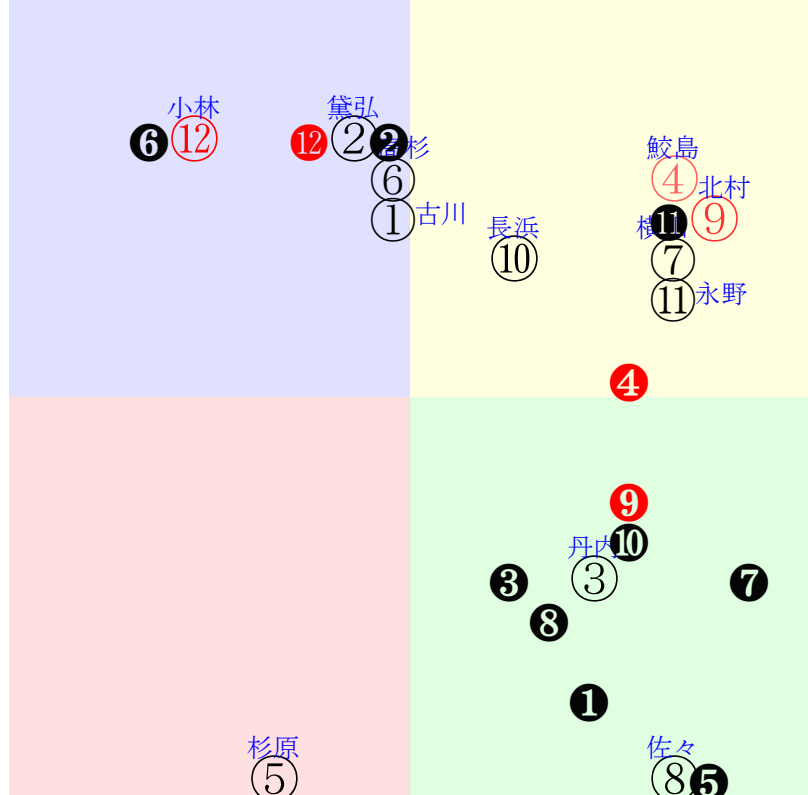 小林
黛弘
❻
⑫
⓬
②
❷
杉
鮫島
⑥
④
北村
①
古川
長浜
⓫
⑨
⑩
⑦
⑪
永野
❹
❾
丹内
❿
❸
③
❼
❽
❶
杉原
佐々
⑤
⑧
❺